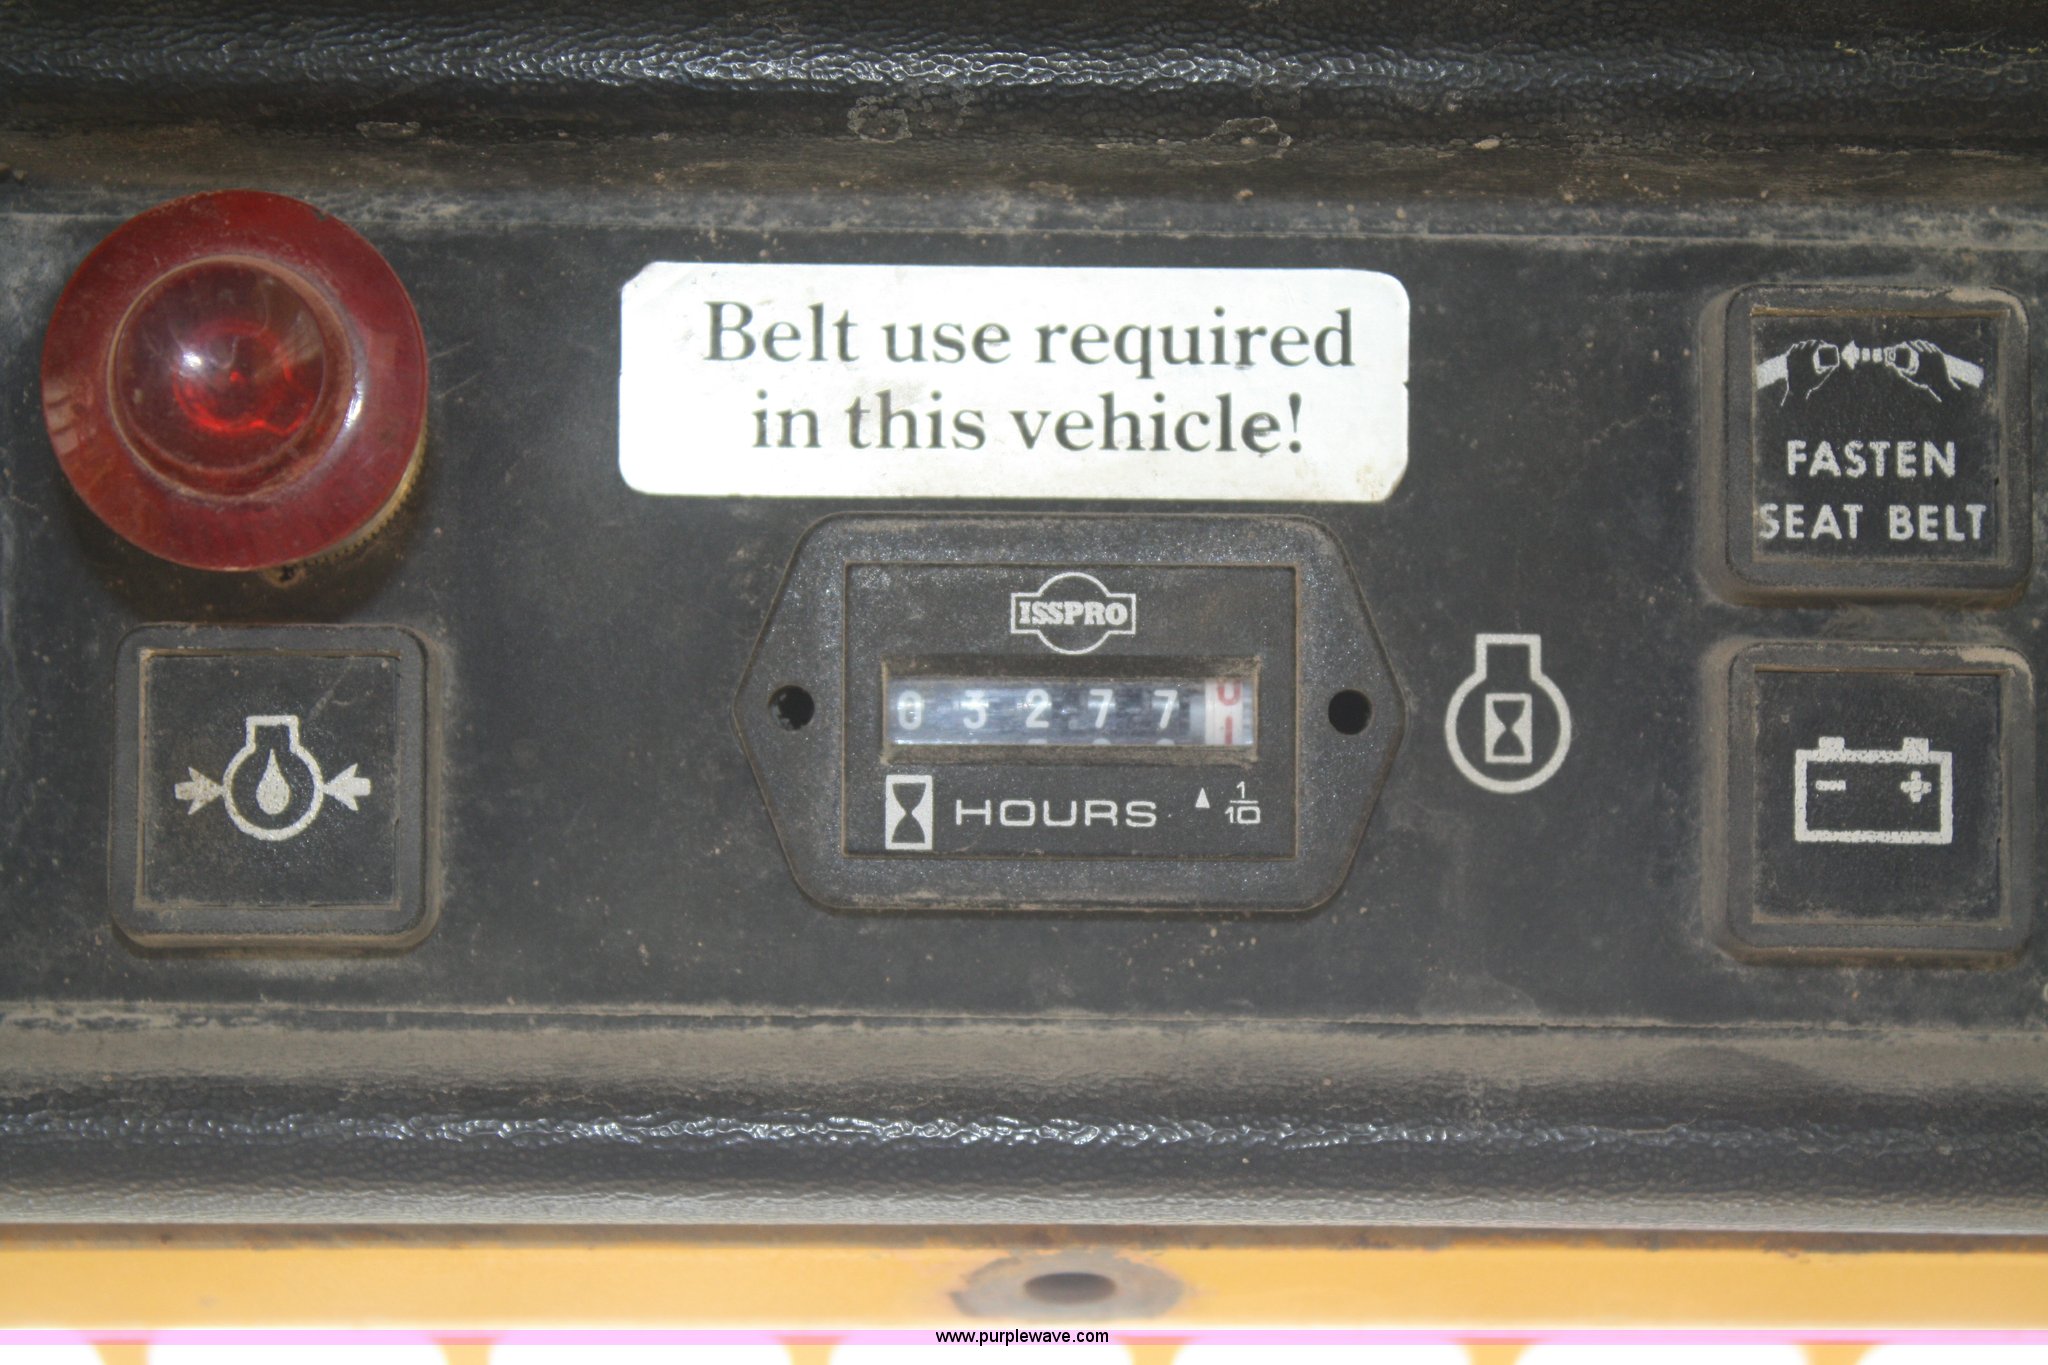 Belt use required
in this vehicle!
FASTEN
SEAT BELT
ISSPRO
0 3 2 7 7
HOURS 1/10
www.purplewave.com